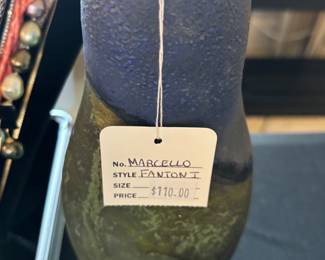 No. MARCELLO
STYLE FANTONI
SIZE
PRICE $110.00